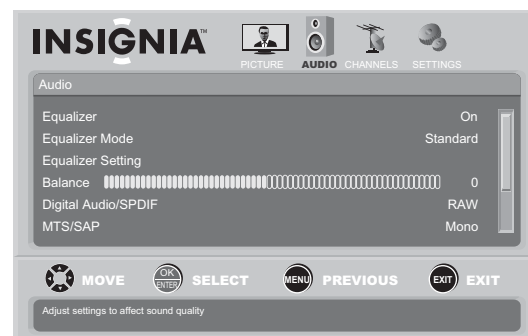 INSIGNIA™
PICTURE AUDIO CHANNELS SETTINGS
Audio
Equalizer On
Equalizer Mode Standard
Equalizer Setting
Balance 0
Digital Audio/SPDIF RAW
MTS/SAP Mono
MOVE OK ENTER SELECT MENU PREVIOUS EXIT EXIT
Adjust settings to affect sound quality